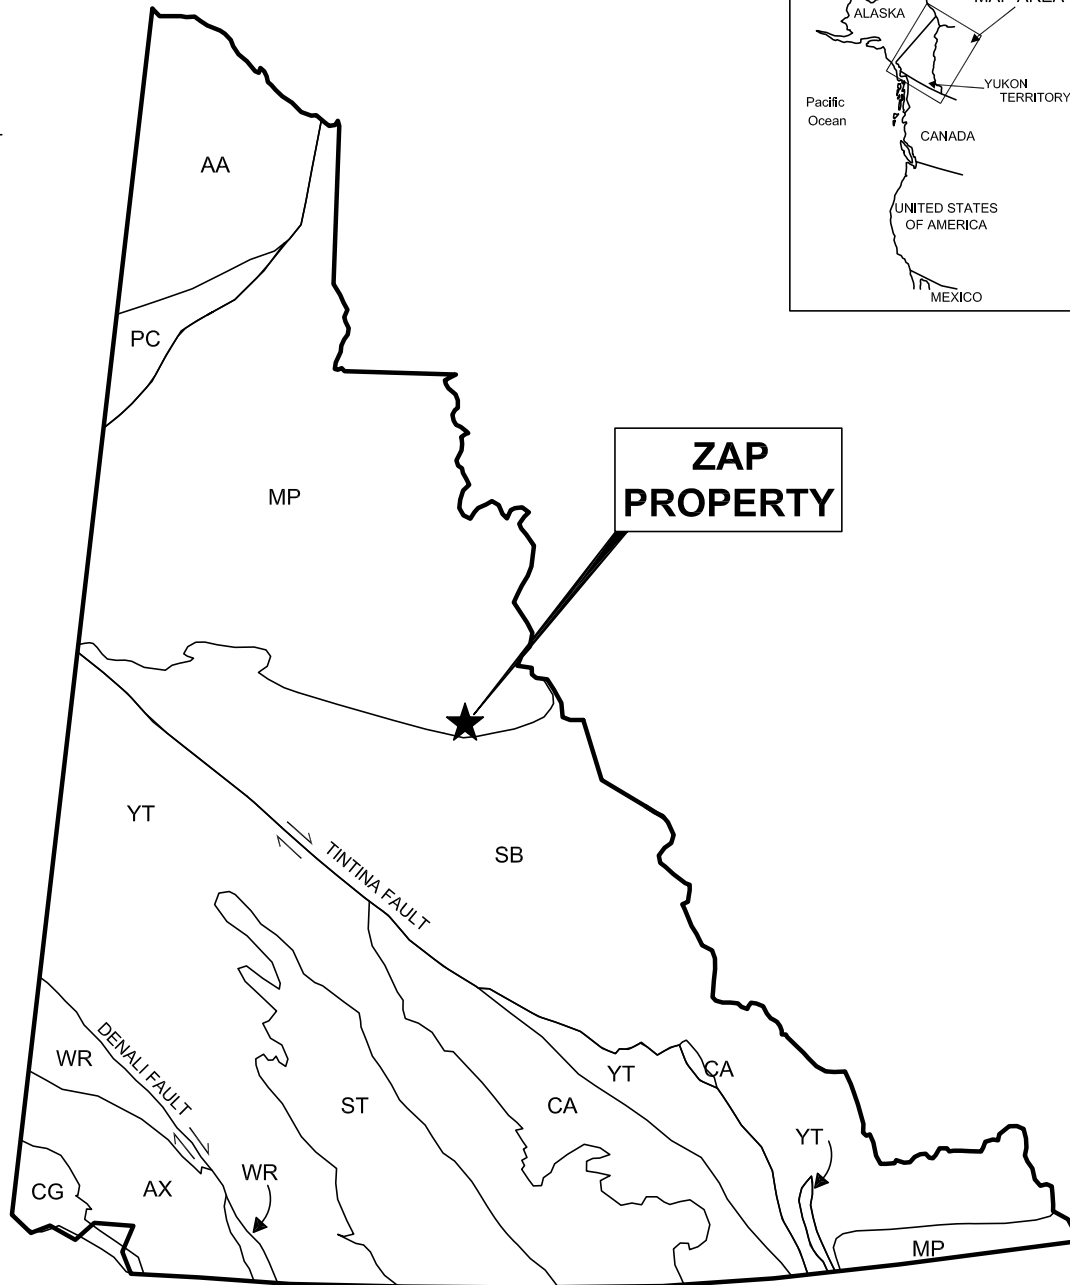 ALASKA
MAP AREA
YUKON
TERRITORY
Pacific
Ocean
CANADA
UNITED STATES
OF AMERICA
MEXICO
AA
PC
MP
ZAP
PROPERTY
YT
SB
TINTINA FAULT
DENALI FAULT
WR
ST
YT
CA
CA
YT
WR
CG
AX
MP